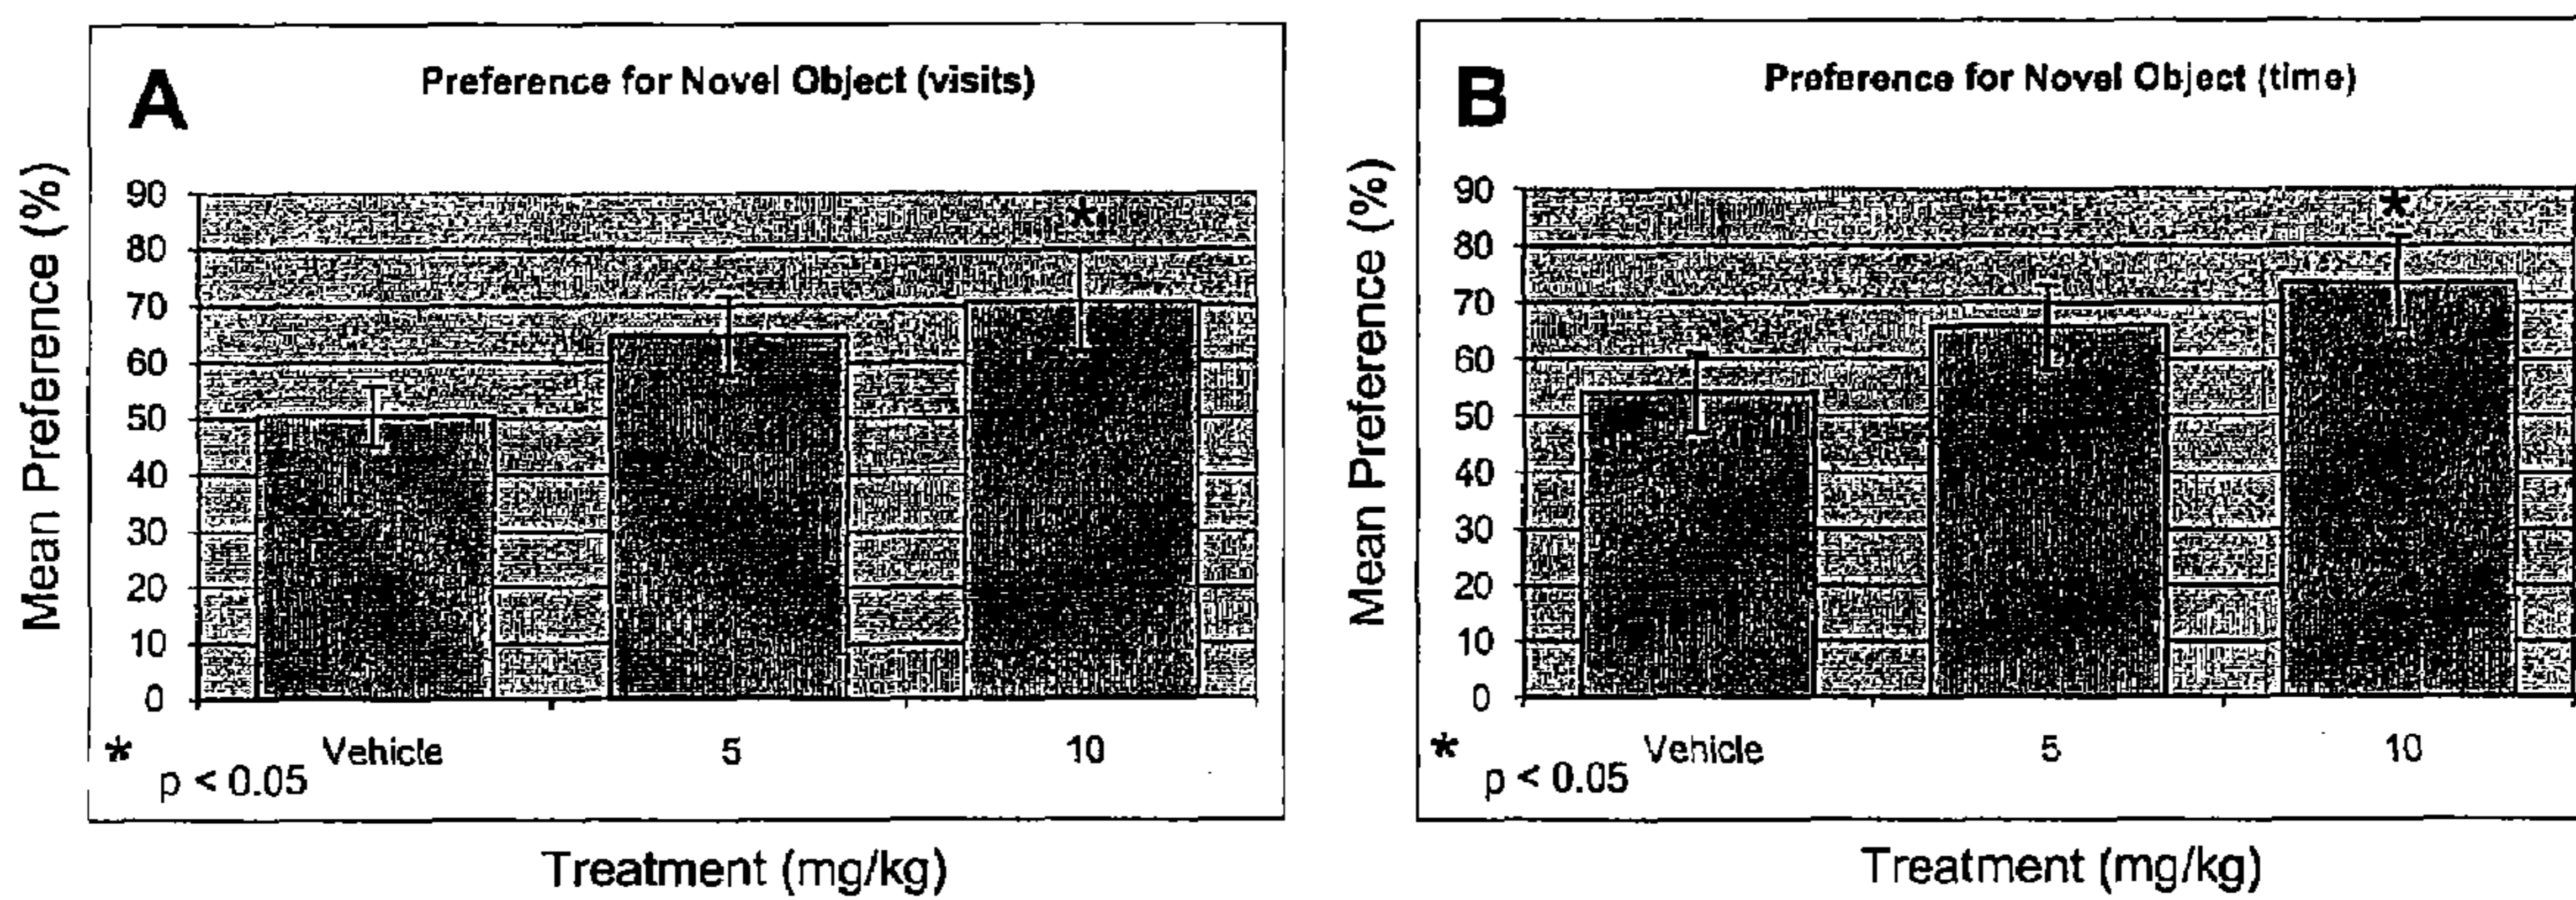 A
Preference for Novel Object (visits)
Mean Preference (%)
90
80
70
60
50
40
30
20
10
0
*
Vehicle
5
10
* p < 0.05
Treatment (mg/kg)
B
Preference for Novel Object (time)
Mean Preference (%)
90
80
70
60
50
40
30
20
10
0
*
Vehicle
5
10
* p < 0.05
Treatment (mg/kg)